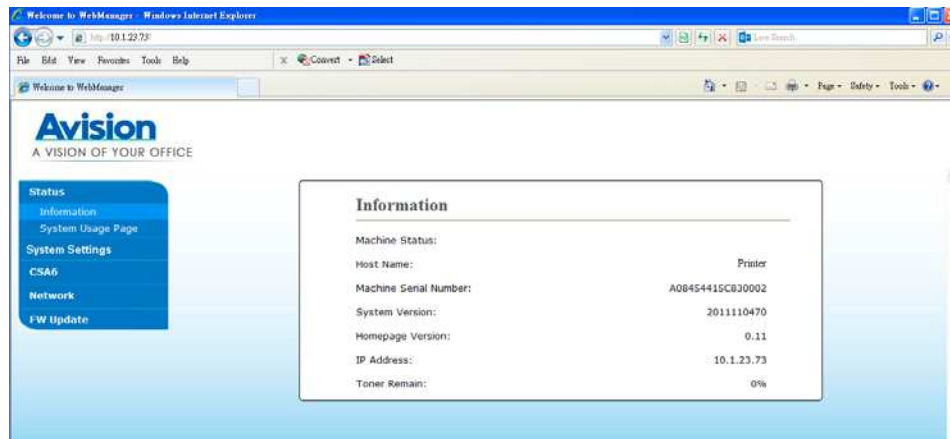 Welcome to WebManager - Windows Internet Explorer
http://10.1.23.73/
Live Search
File Edit View Favorites Tools Help
x Convert Select
Welcome to WebManager
Page Safety Tools
Avision
A VISION OF YOUR OFFICE
Status
Information
System Usage Page
System Settings
CSA6
Network
FW Update
Information
Machine Status:
Host Name: Printer
Machine Serial Number: A08454415C830002
System Version: 2011110470
Homepage Version: 0.11
IP Address: 10.1.23.73
Toner Remain: 0%